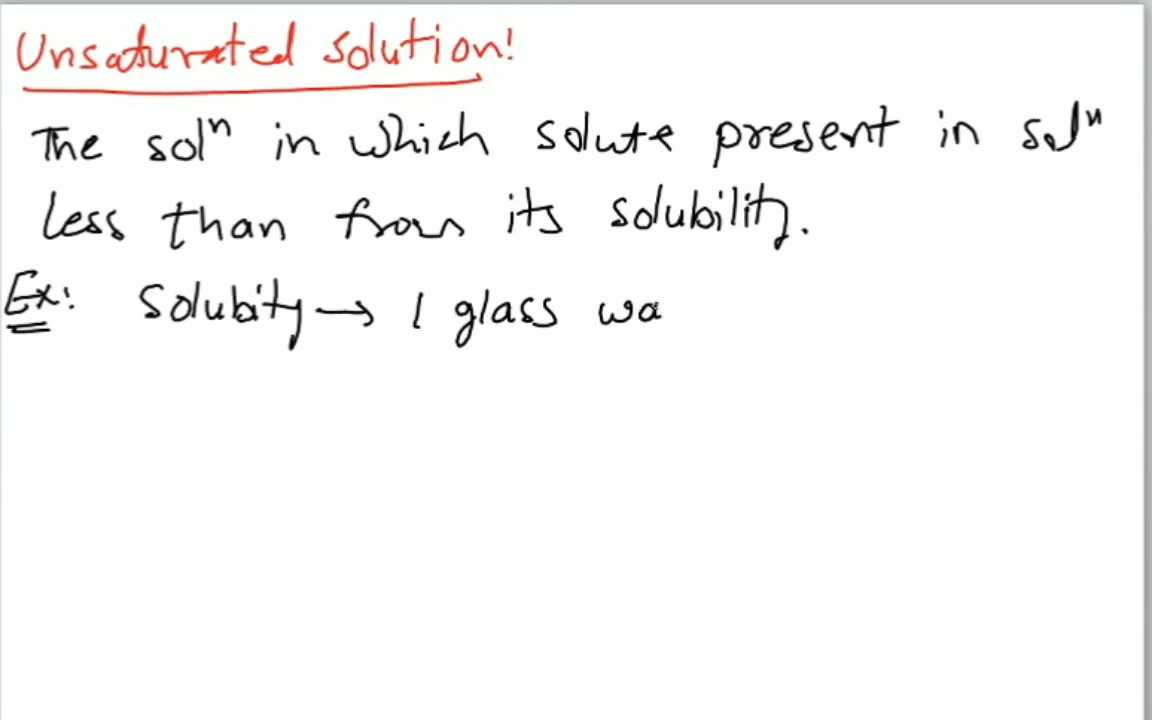 Unsaturated solution!
The solⁿ in which solute present in solⁿ
less than from its solubility.
Ex: Solubity → 1 glass wa